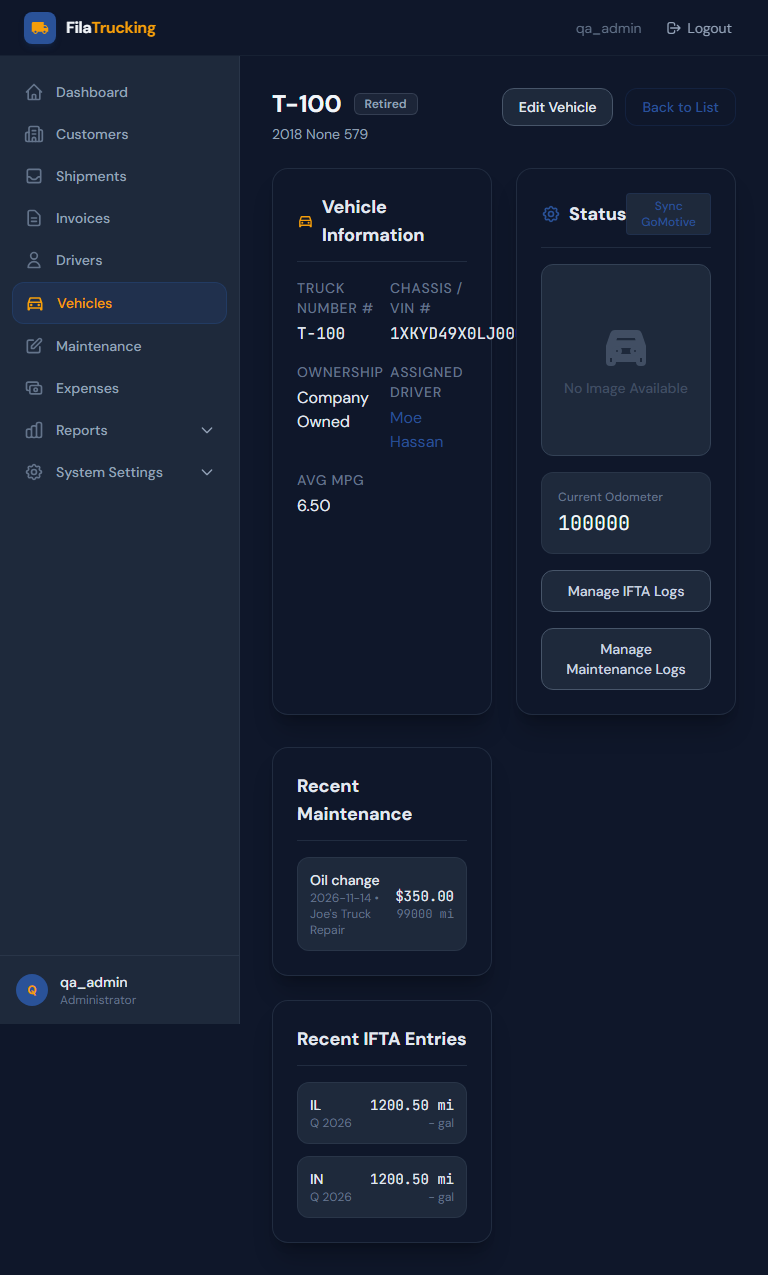 FilaTrucking
qa_admin
Logout
Dashboard
Customers
Shipments
Invoices
Drivers
Vehicles
Maintenance
Expenses
Reports
System Settings
Q
qa_admin
Administrator
T-100
Retired
2018 None 579
Edit Vehicle
Back to List
Vehicle
Information
TRUCK
NUMBER #
T-100
CHASSIS /
VIN #
1XKYD49X0LJ00
OWNERSHIP
Company
Owned
ASSIGNED
DRIVER
Moe
Hassan
AVG MPG
6.50
Status
Sync
GoMotive
No Image Available
Current Odometer
100000
Manage IFTA Logs
Manage
Maintenance Logs
Recent
Maintenance
Oil change
2026-11-14 •
Joe's Truck
Repair
$350.00
99000 mi
Recent IFTA Entries
IL
1200.50 mi
Q 2026
- gal
IN
1200.50 mi
Q 2026
- gal